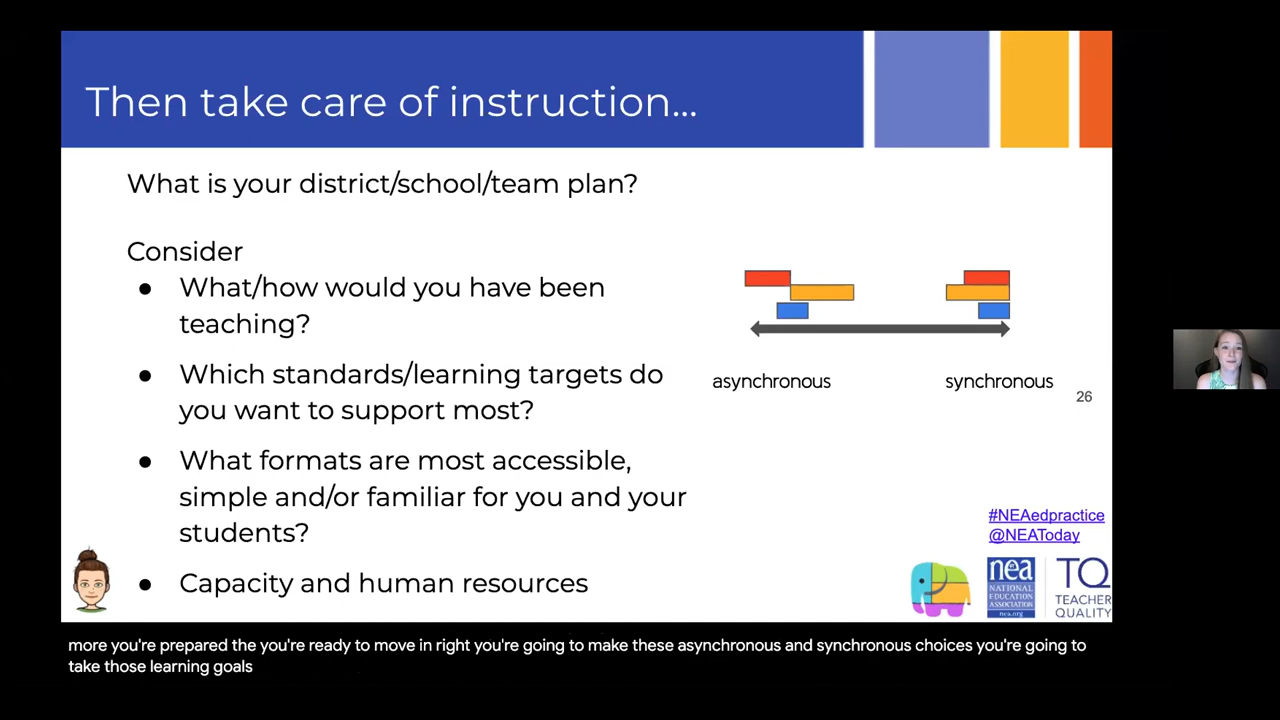 Then take care of instruction...
What is your district/school/team plan?
Consider
● What/how would you have been
teaching?
● Which standards/learning targets do
you want to support most?
● What formats are most accessible,
simple and/or familiar for you and your
students?
● Capacity and human resources
asynchronous
synchronous
26
#NEAedpractice
@NEAToday
nea
NATIONAL
EDUCATION
ASSOCIATION
nea.org
TQ
TEACHER
QUALITY
more you're prepared the you're ready to move in right you're going to make these asynchronous and synchronous choices you're going to
take those learning goals